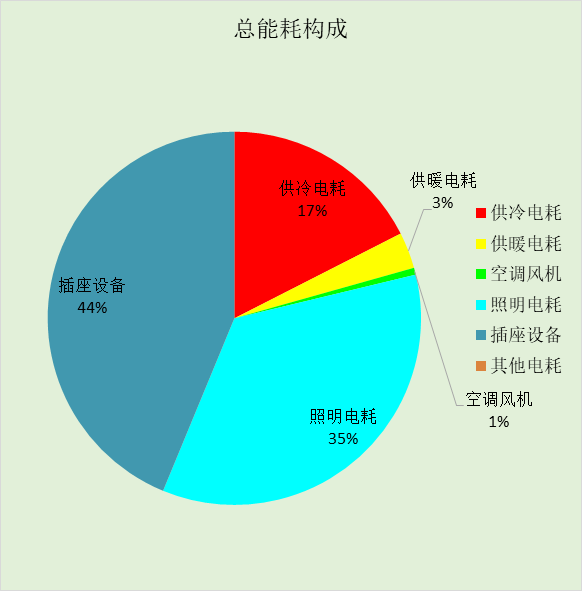 总能耗构成
供冷电耗
17%
供暖电耗
3%
空调风机
1%
照明电耗
35%
插座设备
44%
供冷电耗
供暖电耗
空调风机
照明电耗
插座设备
其他电耗